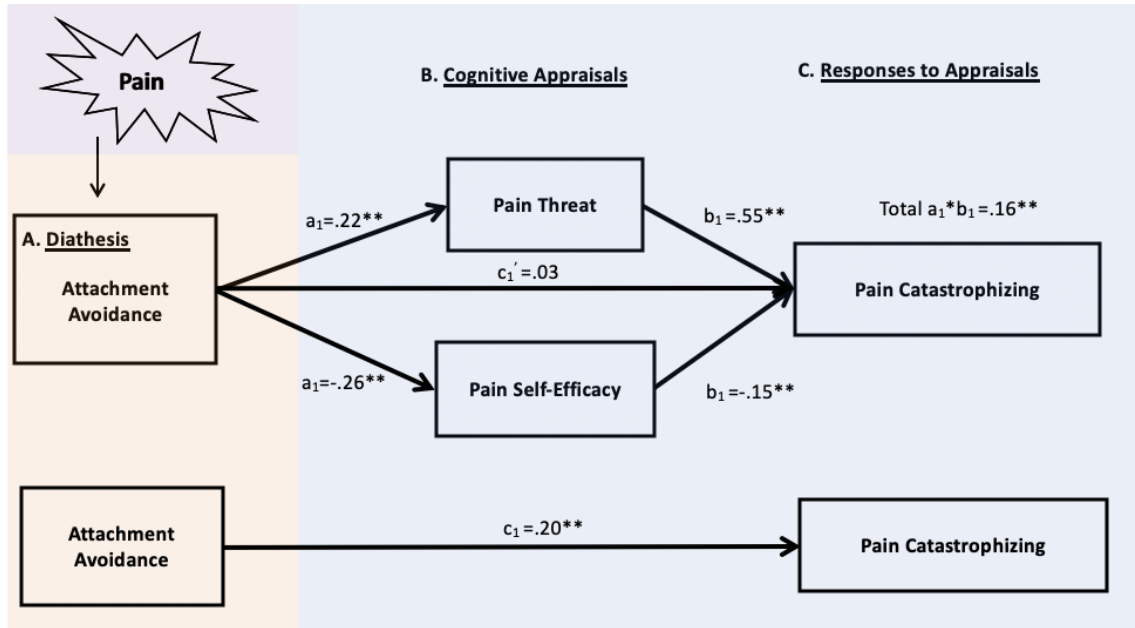 Pain
B. Cognitive Appraisals
C. Responses to Appraisals
Pain Threat
a₁=.22**
b₁=.55**
Total a₁*b₁=.16**
A. Diathesis
Attachment
Avoidance
c₁′=.03
Pain Catastrophizing
a₁=-.26**
Pain Self-Efficacy
b₁=-.15**
Attachment
Avoidance
c₁=.20**
Pain Catastrophizing